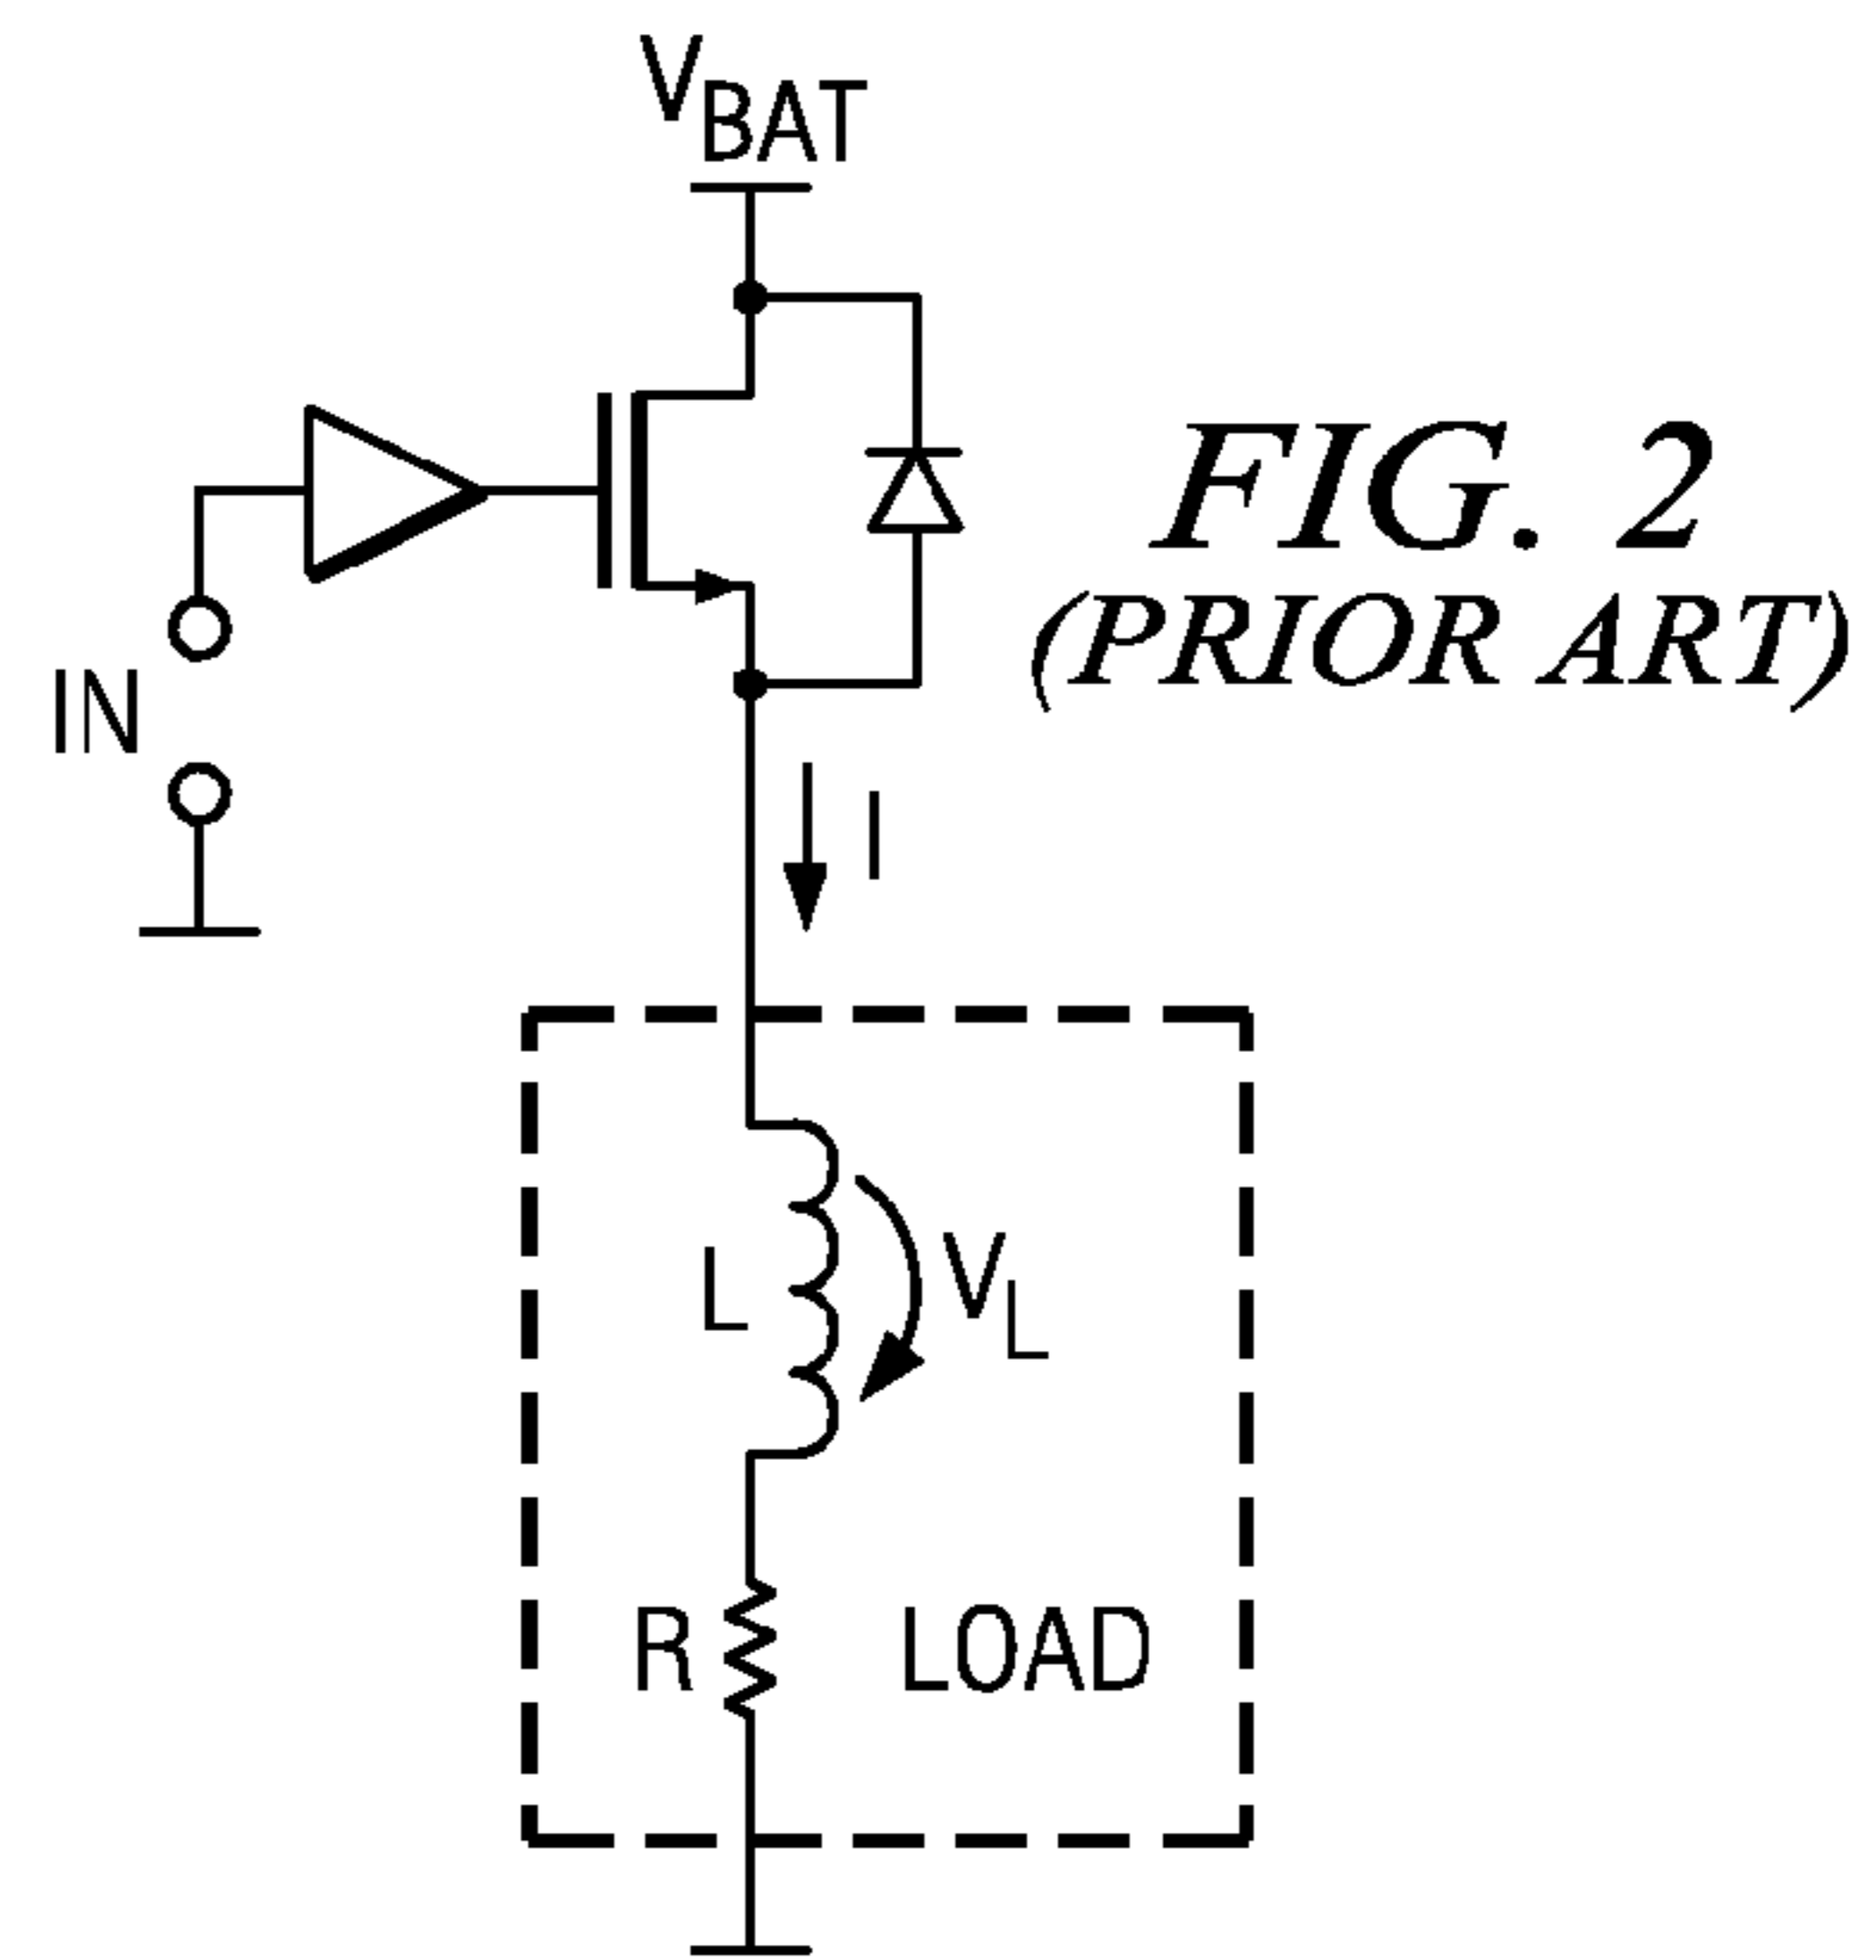 VBAT
FIG. 2
(PRIOR ART)
IN
I
L
VL
R
LOAD